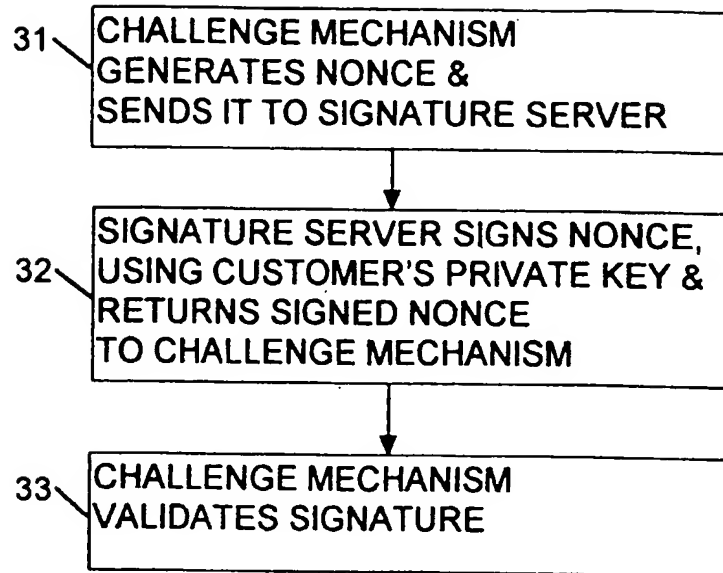 31
CHALLENGE MECHANISM
GENERATES NONCE &
SENDS IT TO SIGNATURE SERVER
32
SIGNATURE SERVER SIGNS NONCE,
USING CUSTOMER'S PRIVATE KEY &
RETURNS SIGNED NONCE
TO CHALLENGE MECHANISM
33
CHALLENGE MECHANISM
VALIDATES SIGNATURE